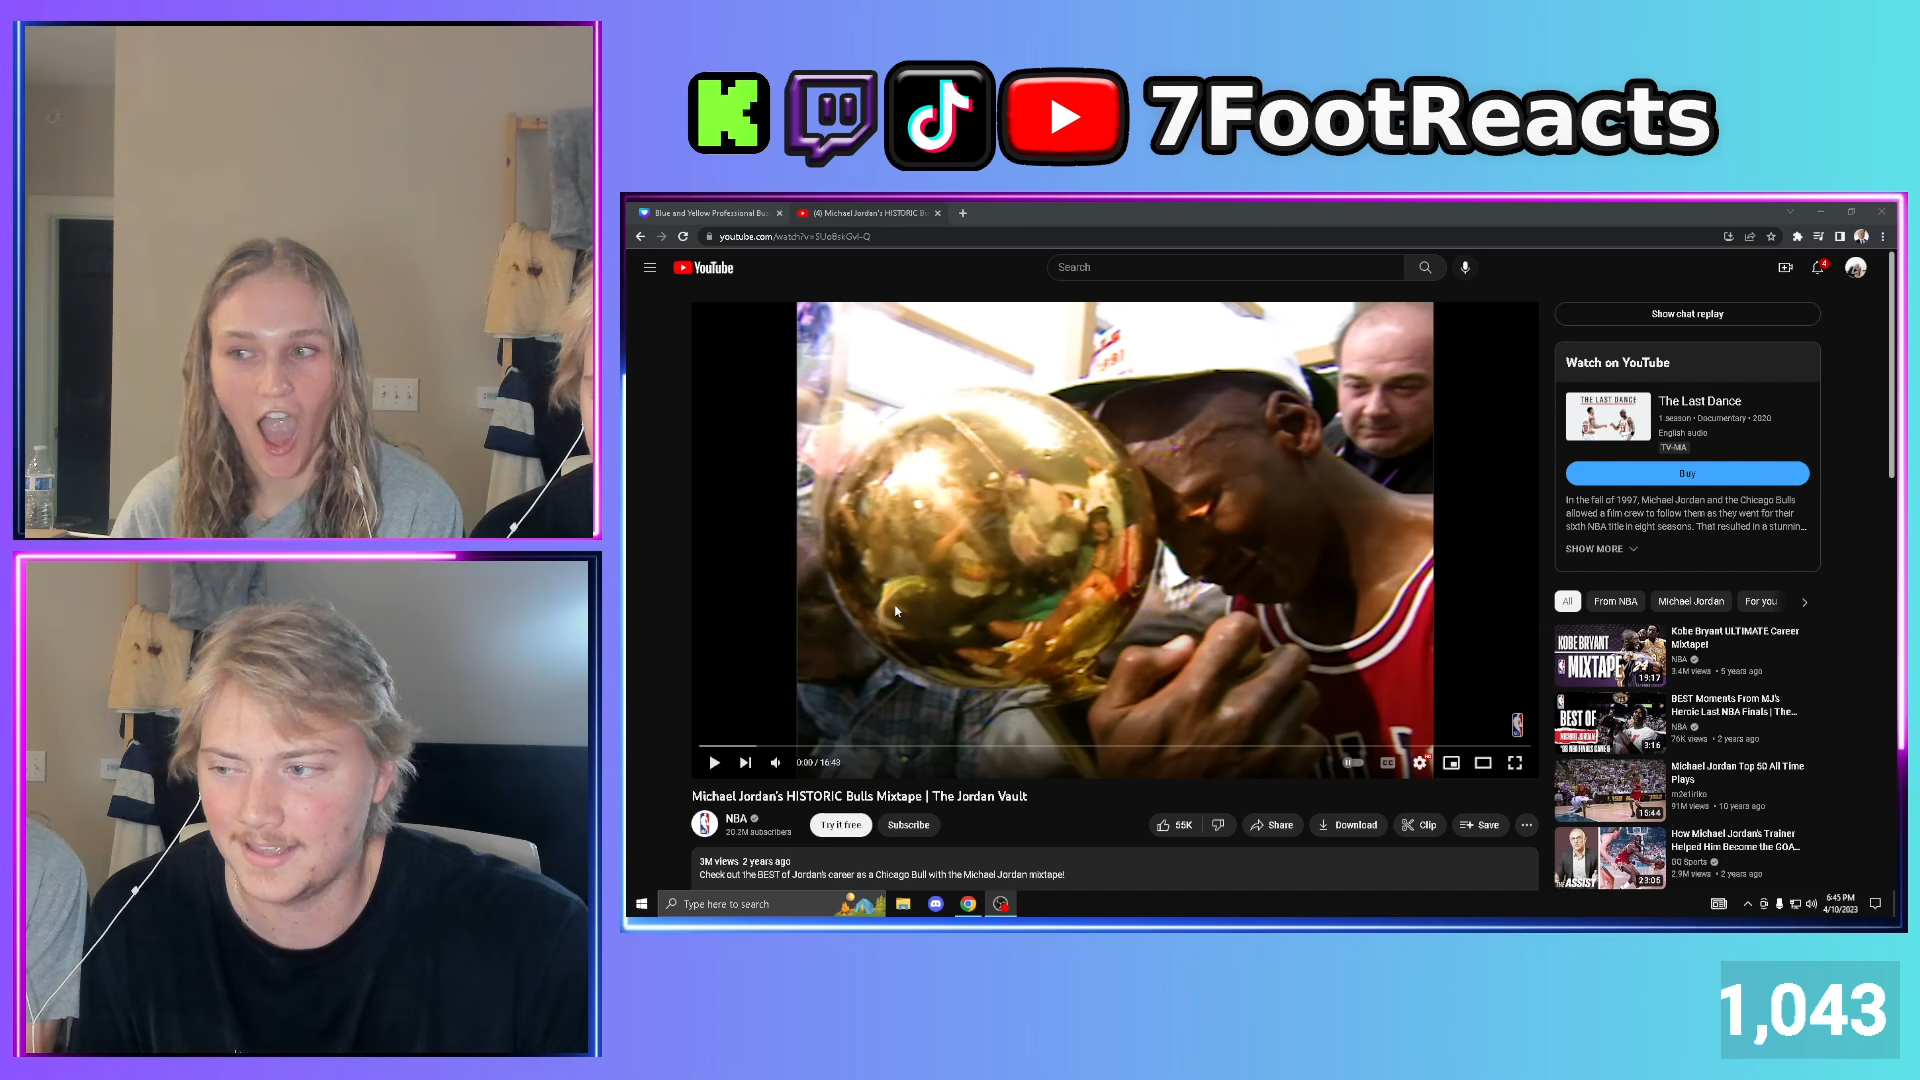 7FootReacts
Blue and Yellow Professional Bu
(4) Michael Jordan's HISTORIC Bu
YouTube
Search
4
Show chat replay
Watch on YouTube
THE LAST DANCE
The Last Dance
1 season • Documentary • 2020
English audio
TV-MA
Buy
In the fall of 1997, Michael Jordan and the Chicago Bulls
allowed a film crew to follow them as they went for their
sixth NBA title in eight seasons. That resulted in a stunnin...
SHOW MORE
All
From NBA
Michael Jordan
For you
KOBE BRYANT
MIXTAPE
19:17
Kobe Bryant ULTIMATE Career
Mixtape!
NBA
3.4M views • 5 years ago
BEST OF
3:16
BEST Moments From MJ's
Heroic Last NBA Finals | The...
NBA
76K views • 2 years ago
15:44
Michael Jordan Top 50 All Time
Plays
m2etiriko
91M views • 10 years ago
THE ASSIST
23:05
How Michael Jordan's Trainer
Helped Him Become the GOA...
GQ Sports
2.9M views • 2 years ago
0:00 / 16:43
CC
Michael Jordan's HISTORIC Bulls Mixtape | The Jordan Vault
NBA
20.2M subscribers
Try it free
Subscribe
55K
Share
Download
Clip
Save
3M views 2 years ago
Check out the BEST of Jordan's career as a Chicago Bull with the Michael Jordan mixtape!
Type here to search
6:45 PM
4/10/2023
1,043